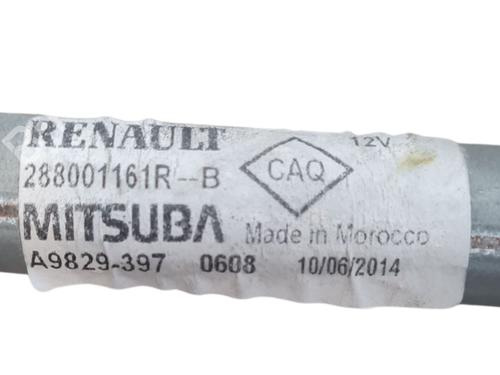 RENAULT 12V
288001161R--B CAQ
MITSUBA Made in Morocco
A9829-397 0608 10/06/2014